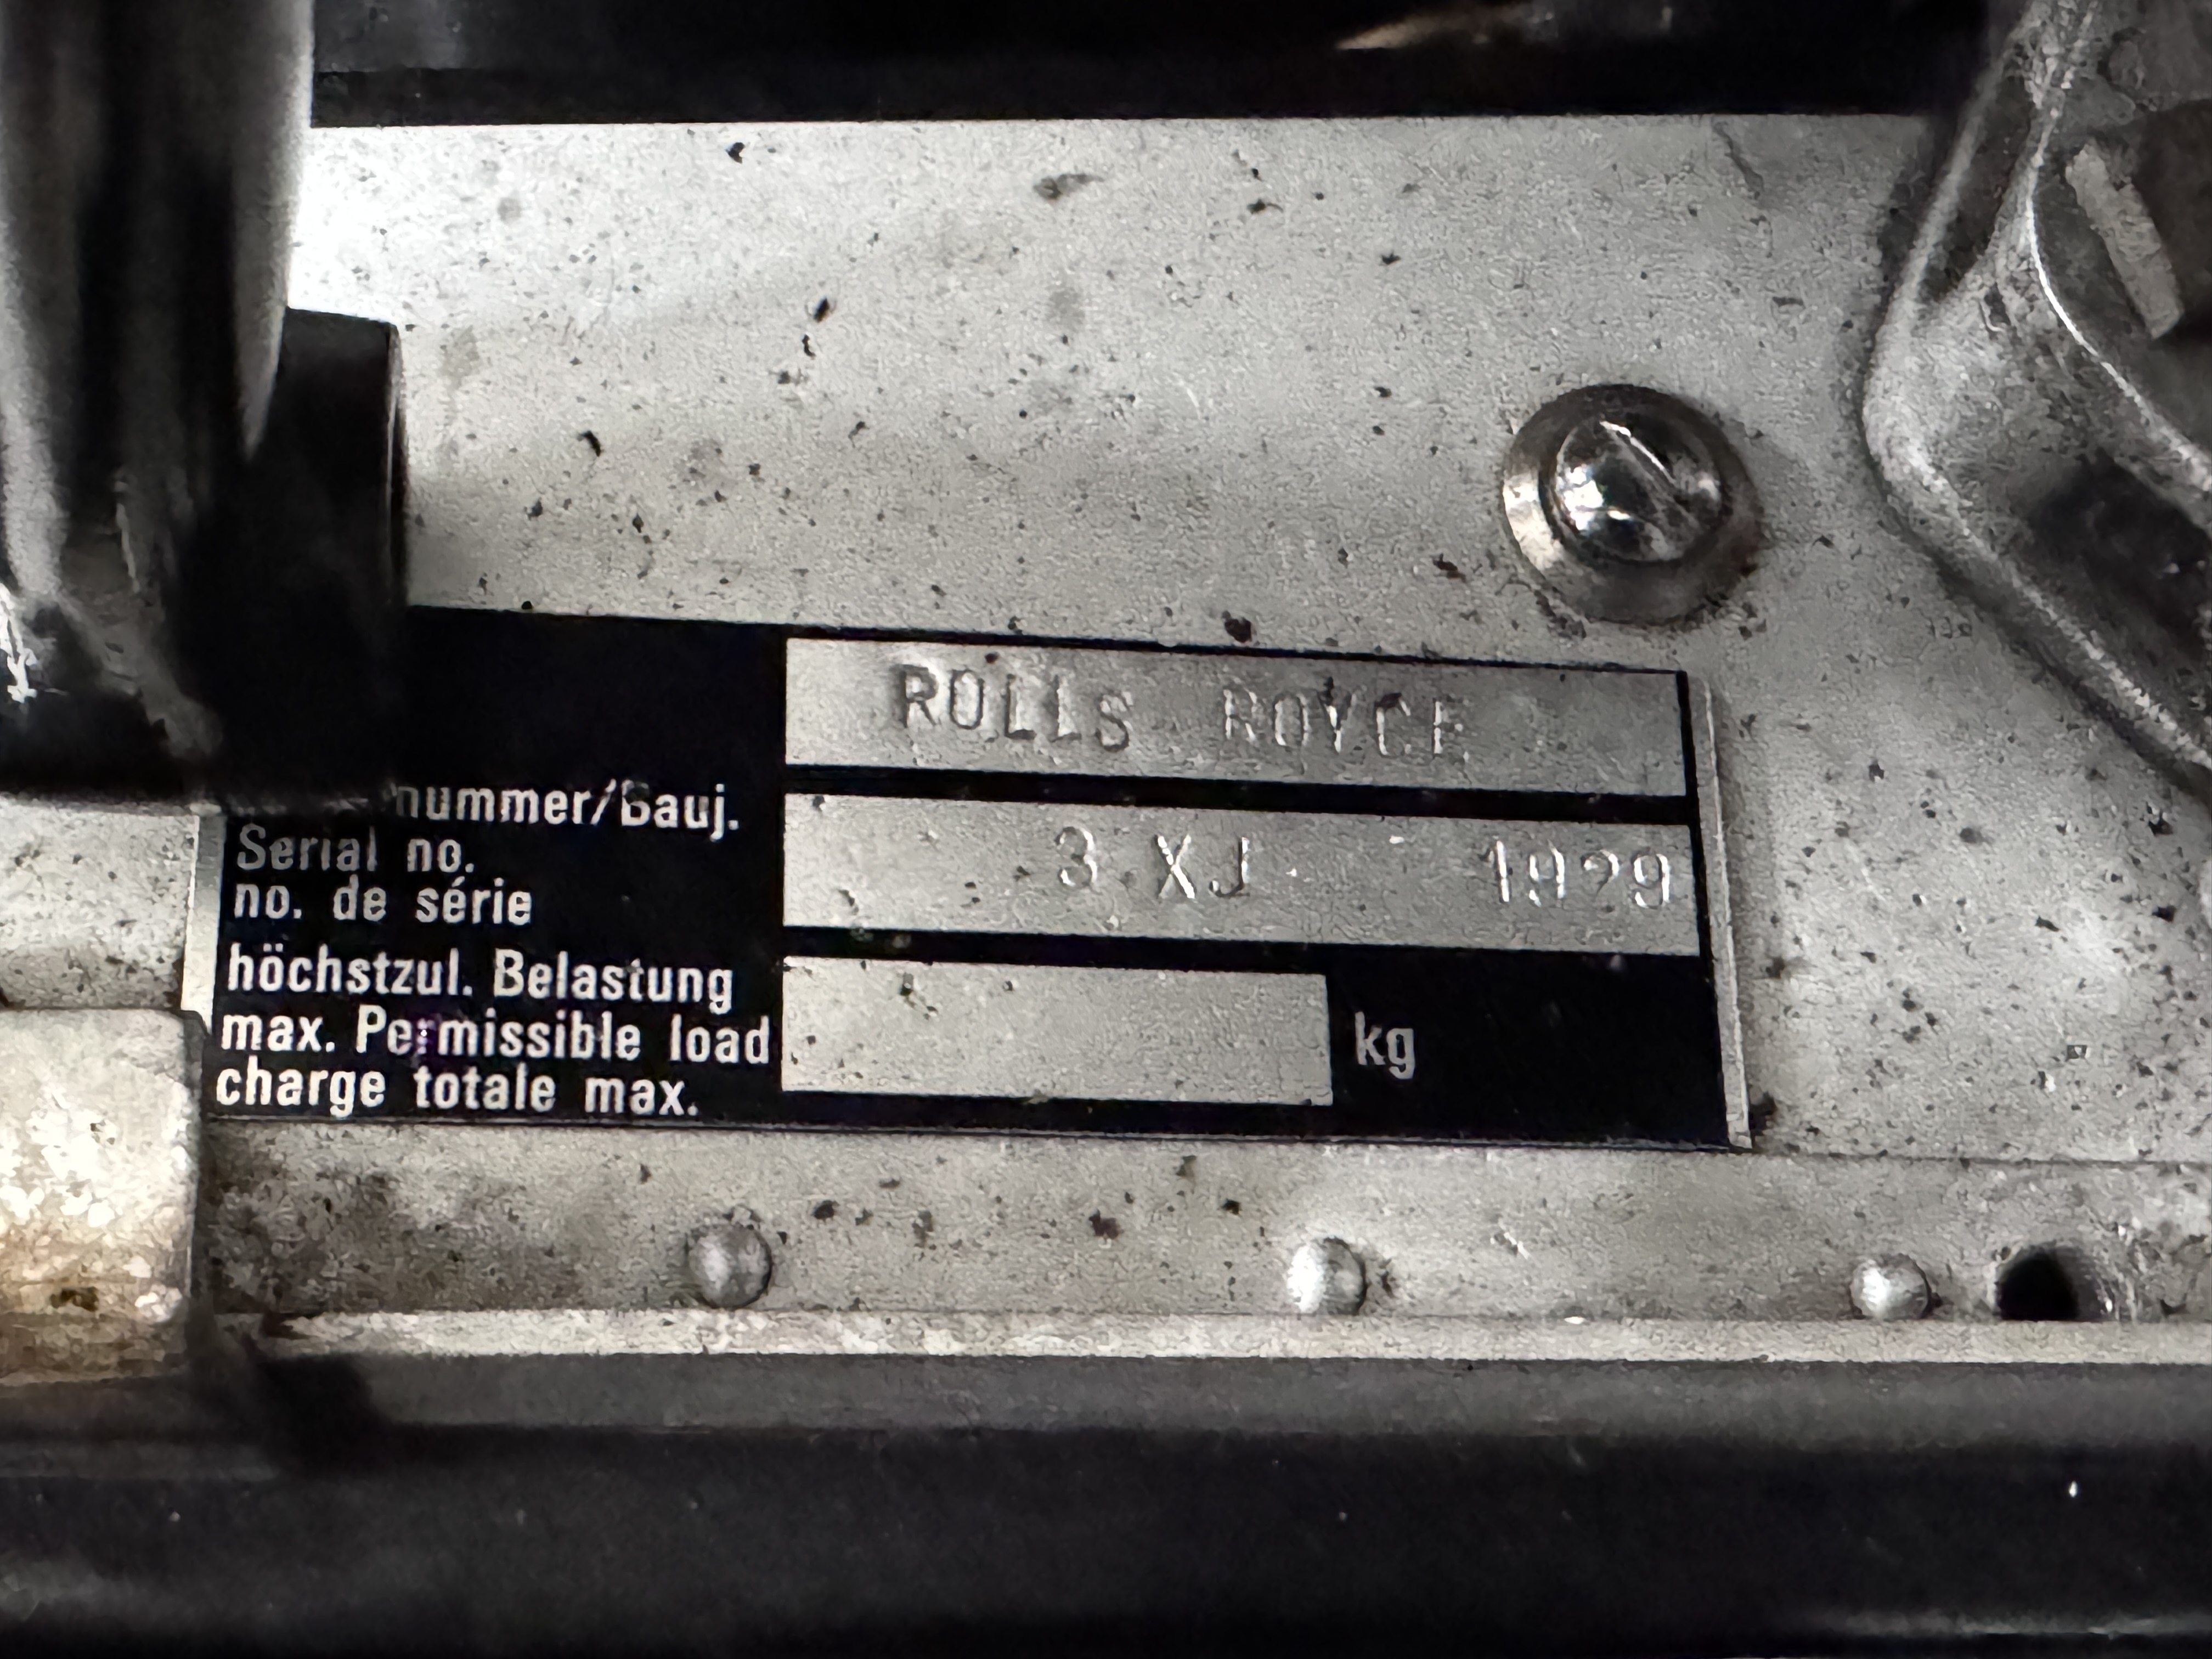 ROLLS ROYCE
nummer/Bauj.
Serial no.
no. de série
3 XJ 1929
höchstzul. Belastung
max. Permissible load
charge totale max.
kg